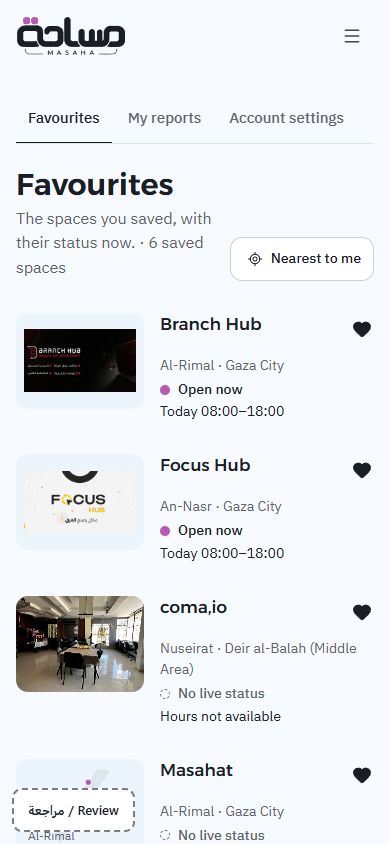 مساحة
MASAHA
Favourites
My reports
Account settings
Favourites
The spaces you saved, with
their status now. · 6 saved
spaces
Nearest to me
BRANCH HUB
Branch Hub
Al-Rimal · Gaza City
Open now
Today 08:00–18:00
FOCUS
HUB
Focus Hub
An-Nasr · Gaza City
Open now
Today 08:00–18:00
coma,io
Nuseirat · Deir al-Balah (Middle
Area)
No live status
Hours not available
Masahat
Al-Rimal · Gaza City
No live status
مراجعة / Review
Al-Rimal